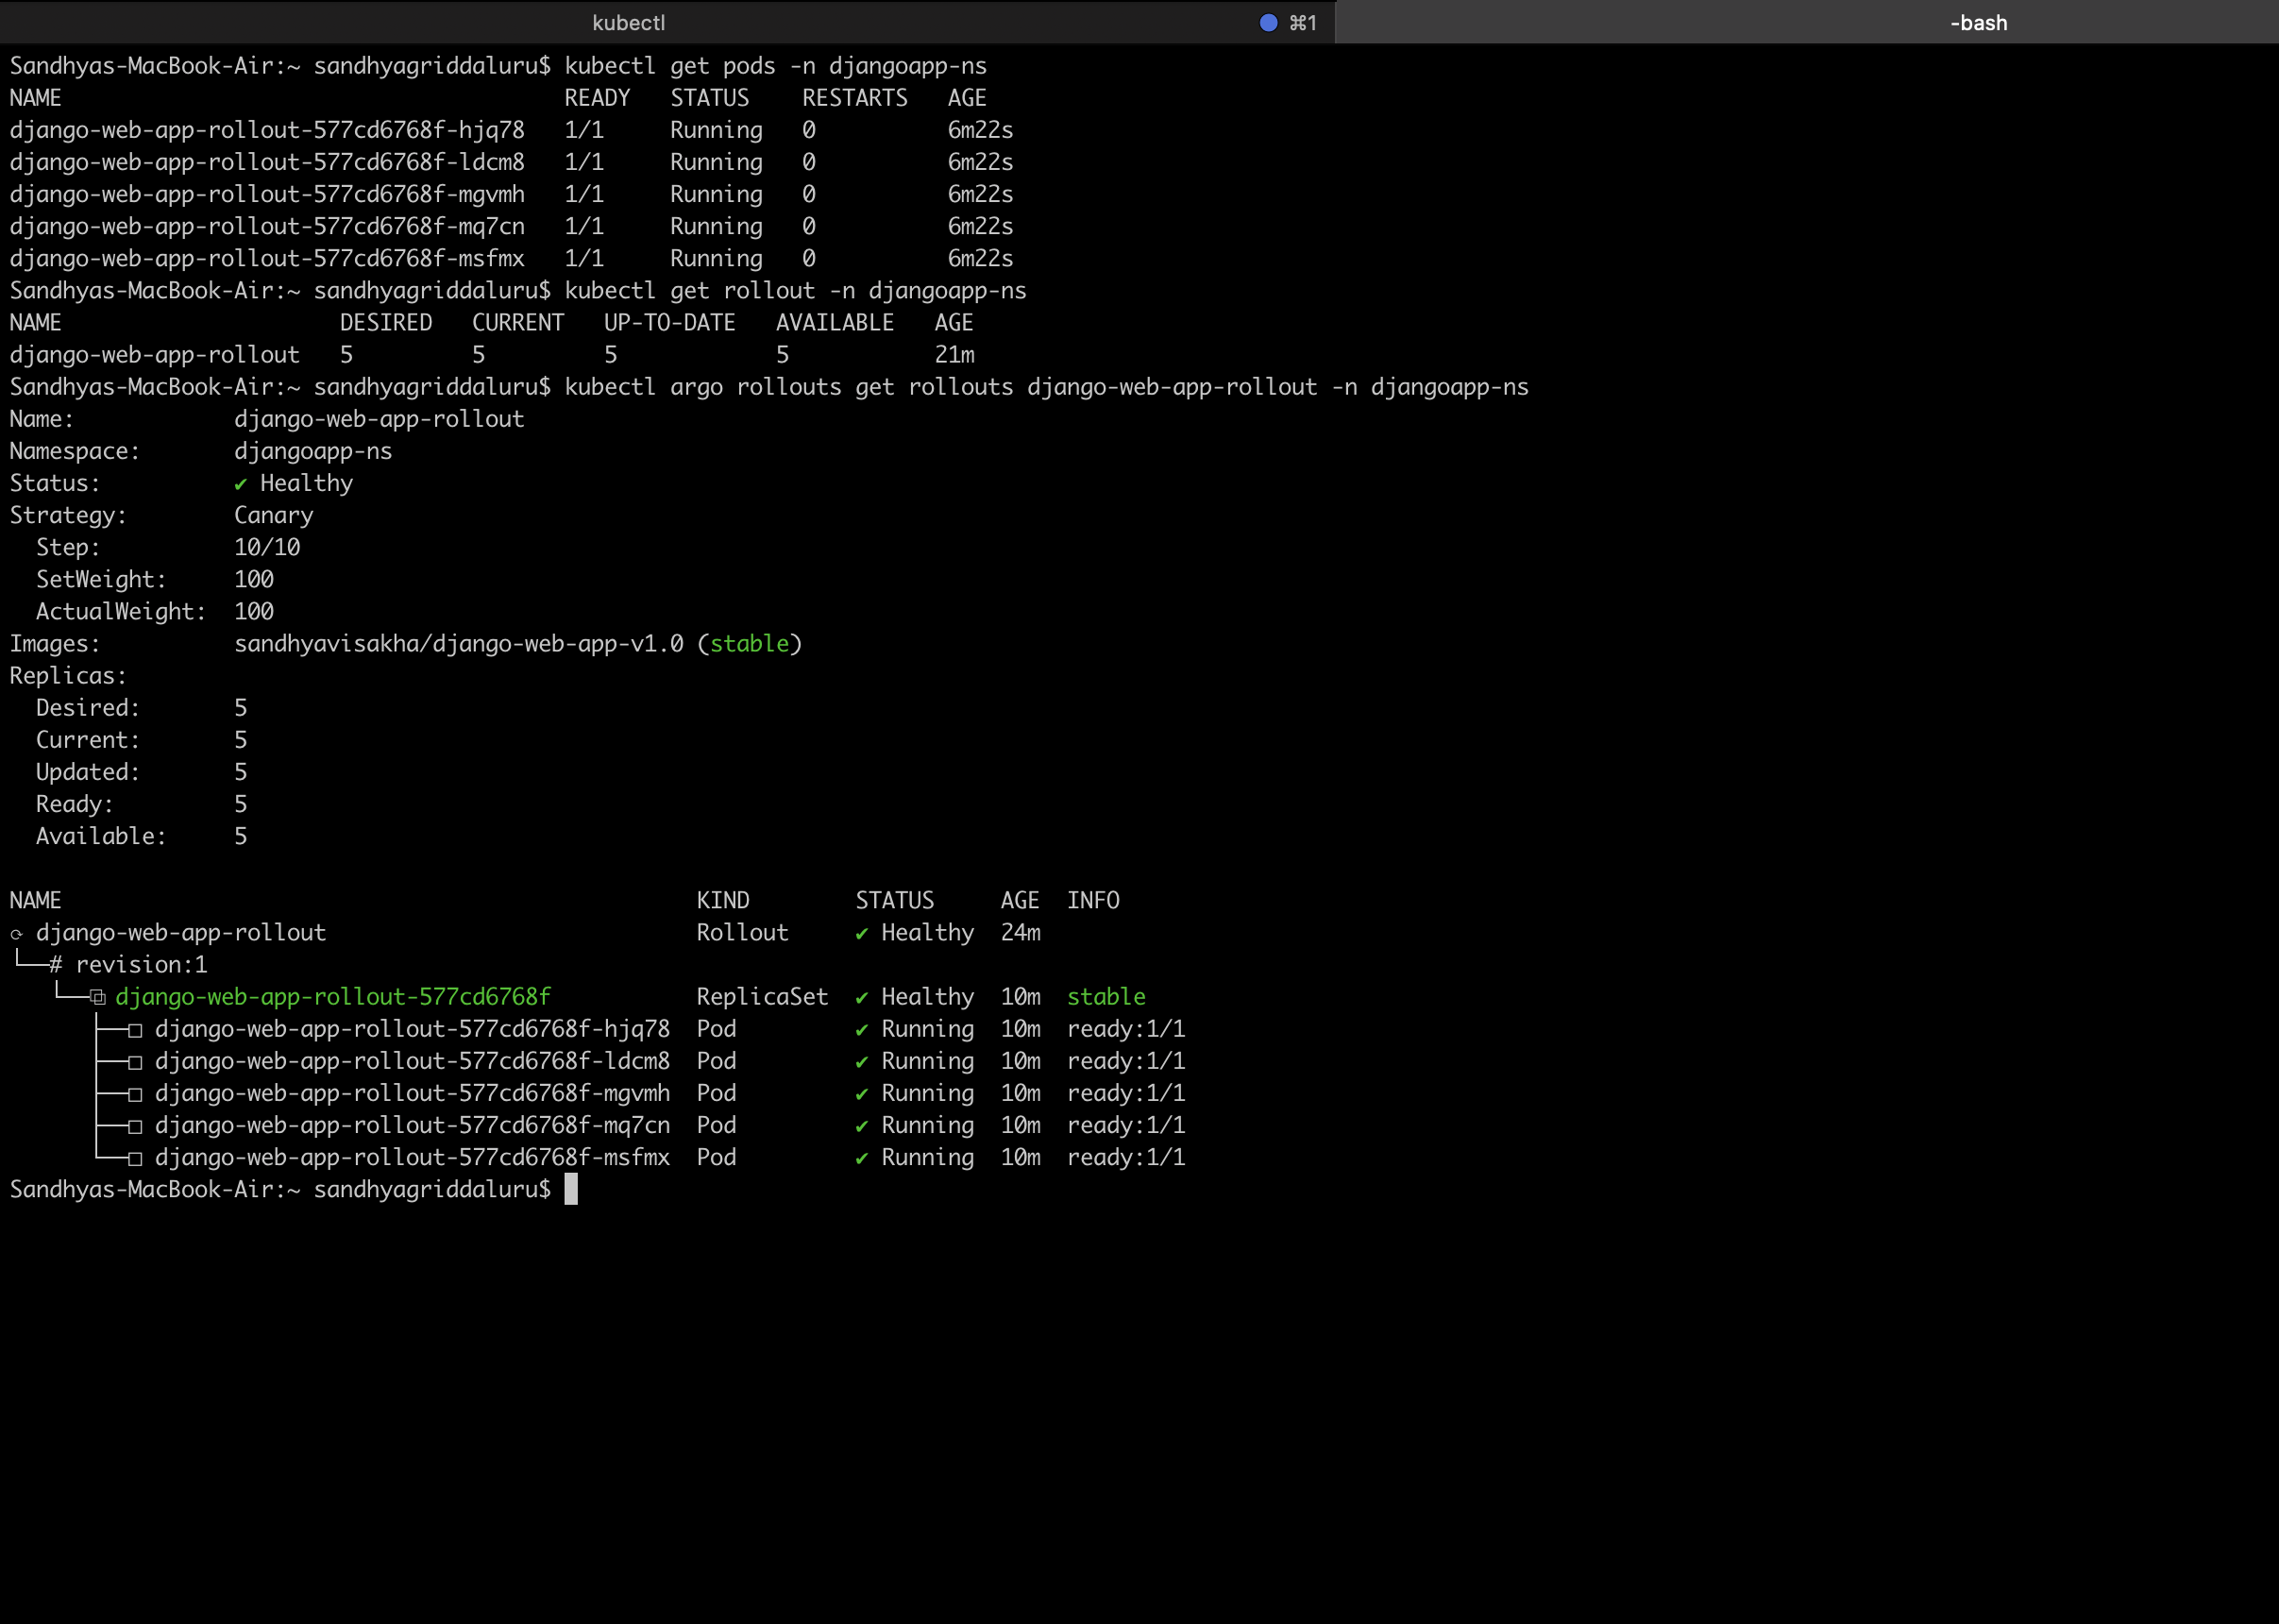 kubectl ⌘1 -bash
Sandhyas-MacBook-Air:~ sandhyagriddaluru$ kubectl get pods -n djangoapp-ns
NAME READY STATUS RESTARTS AGE
django-web-app-rollout-577cd6768f-hjq78 1/1 Running 0 6m22s
django-web-app-rollout-577cd6768f-ldcm8 1/1 Running 0 6m22s
django-web-app-rollout-577cd6768f-mgvmh 1/1 Running 0 6m22s
django-web-app-rollout-577cd6768f-mq7cn 1/1 Running 0 6m22s
django-web-app-rollout-577cd6768f-msfmx 1/1 Running 0 6m22s
Sandhyas-MacBook-Air:~ sandhyagriddaluru$ kubectl get rollout -n djangoapp-ns
NAME DESIRED CURRENT UP-TO-DATE AVAILABLE AGE
django-web-app-rollout 5 5 5 5 21m
Sandhyas-MacBook-Air:~ sandhyagriddaluru$ kubectl argo rollouts get rollouts django-web-app-rollout -n djangoapp-ns
Name: django-web-app-rollout
Namespace: djangoapp-ns
Status: ✔ Healthy
Strategy: Canary
Step: 10/10
SetWeight: 100
ActualWeight: 100
Images: sandhyavisakha/django-web-app-v1.0 (stable)
Replicas:
Desired: 5
Current: 5
Updated: 5
Ready: 5
Available: 5
NAME KIND STATUS AGE INFO
⟳ django-web-app-rollout Rollout ✔ Healthy 24m
└──# revision:1
└──⧉ django-web-app-rollout-577cd6768f ReplicaSet ✔ Healthy 10m stable
├──□ django-web-app-rollout-577cd6768f-hjq78 Pod ✔ Running 10m ready:1/1
├──□ django-web-app-rollout-577cd6768f-ldcm8 Pod ✔ Running 10m ready:1/1
├──□ django-web-app-rollout-577cd6768f-mgvmh Pod ✔ Running 10m ready:1/1
├──□ django-web-app-rollout-577cd6768f-mq7cn Pod ✔ Running 10m ready:1/1
└──□ django-web-app-rollout-577cd6768f-msfmx Pod ✔ Running 10m ready:1/1
Sandhyas-MacBook-Air:~ sandhyagriddaluru$